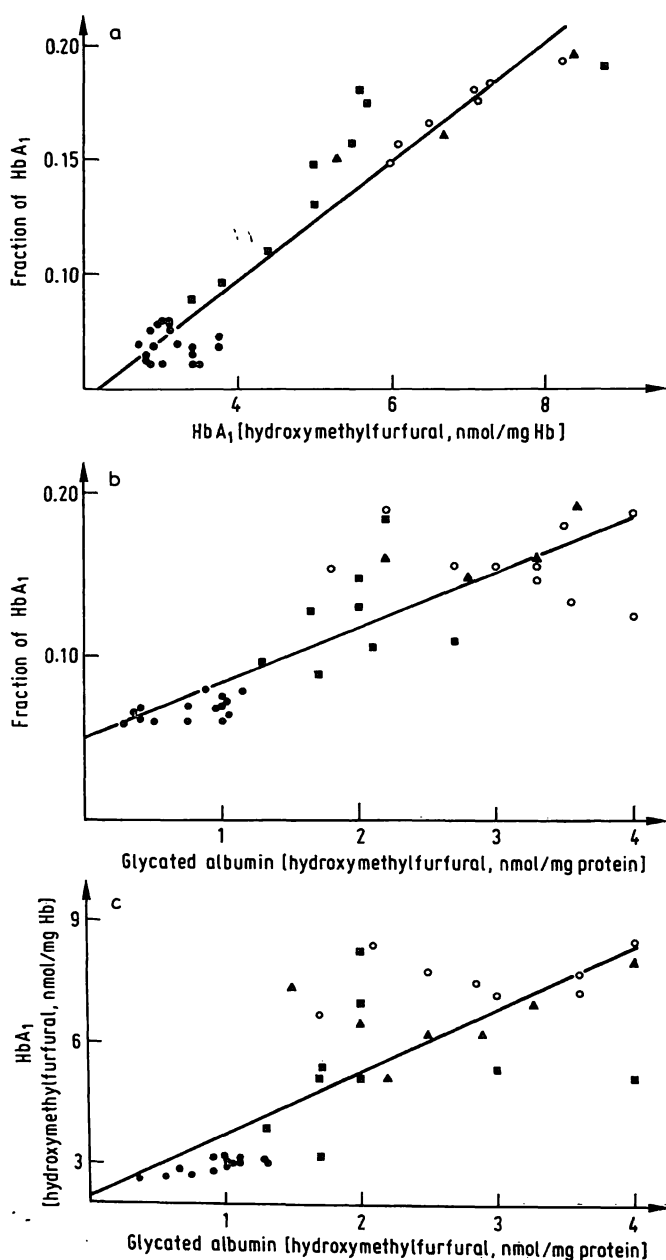 a
0.20
0.15
0.10
Fraction of HbA₁
4 6 8
HbA₁ [hydroxymethylfurfural, nmol/mg Hb]
b
0.20
0.10
Fraction of HbA₁
1 2 3 4
Glycated albumin [hydroxymethylfurfural, nmol/mg protein]
c
9
6
3
HbA₁
[hydroxymethylfurfural, nmol/mg Hb]
1 2 3 4
Glycated albumin [hydroxymethylfurfural, nmol/mg protein]